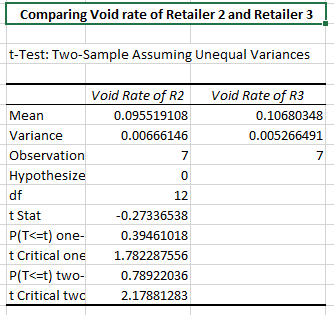 Comparing Void rate of Retailer 2 and Retailer 3
t-Test: Two-Sample Assuming Unequal Variances
Void Rate of R2 Void Rate of R3
Mean 0.095519108 0.10680348
Variance 0.00666146 0.005266491
Observation 7 7
Hypothesize 0
df 12
t Stat -0.27336538
P(T<=t) one- 0.39461018
t Critical one 1.782287556
P(T<=t) two- 0.78922036
t Critical two 2.17881283